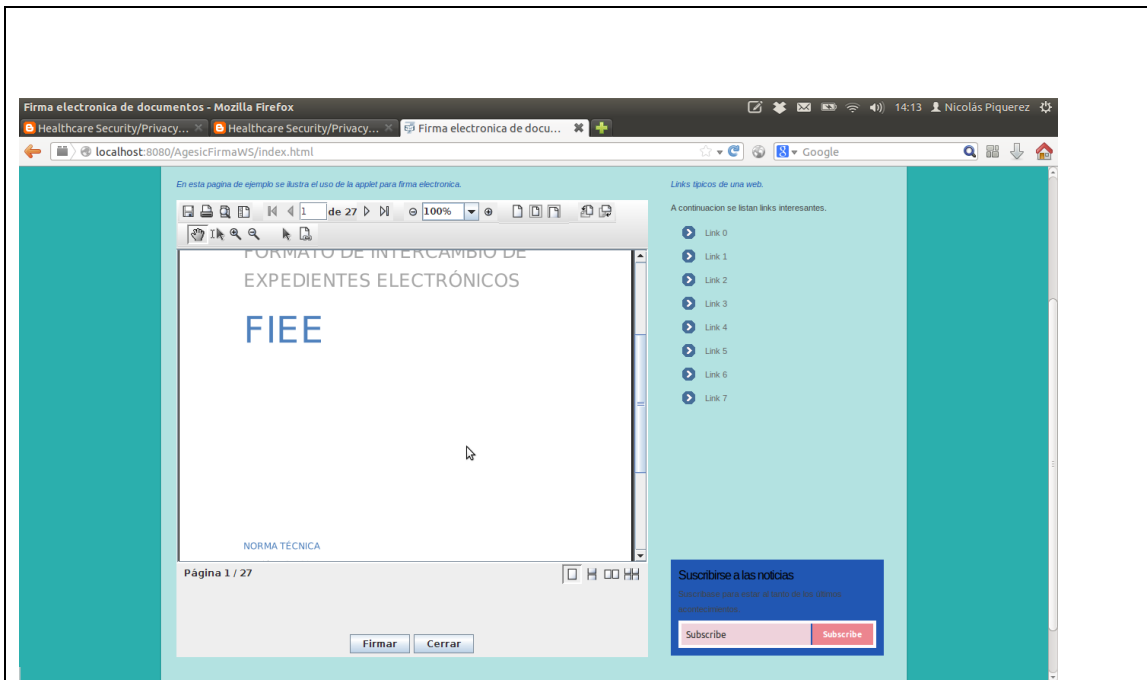 Firma electronica de documentos - Mozilla Firefox
14:13 Nicolás Piquerez
Healthcare Security/Privacy...
Healthcare Security/Privacy...
Firma electronica de docu...
localhost:8080/AgesicFirmaWS/index.html
Google
En esta pagina de ejemplo se ilustra el uso de la applet para firma electronica.
1 de 27
100%
FORMATO DE INTERCAMBIO DE
EXPEDIENTES ELECTRÓNICOS
FIEE
NORMA TÉCNICA
Página 1 / 27
Firmar
Cerrar
Links tipicos de una web.
A continuacion se listan links interesantes.
Link 0
Link 1
Link 2
Link 3
Link 4
Link 5
Link 6
Link 7
Suscribirse a las noticias
Subscribe
Subscribe